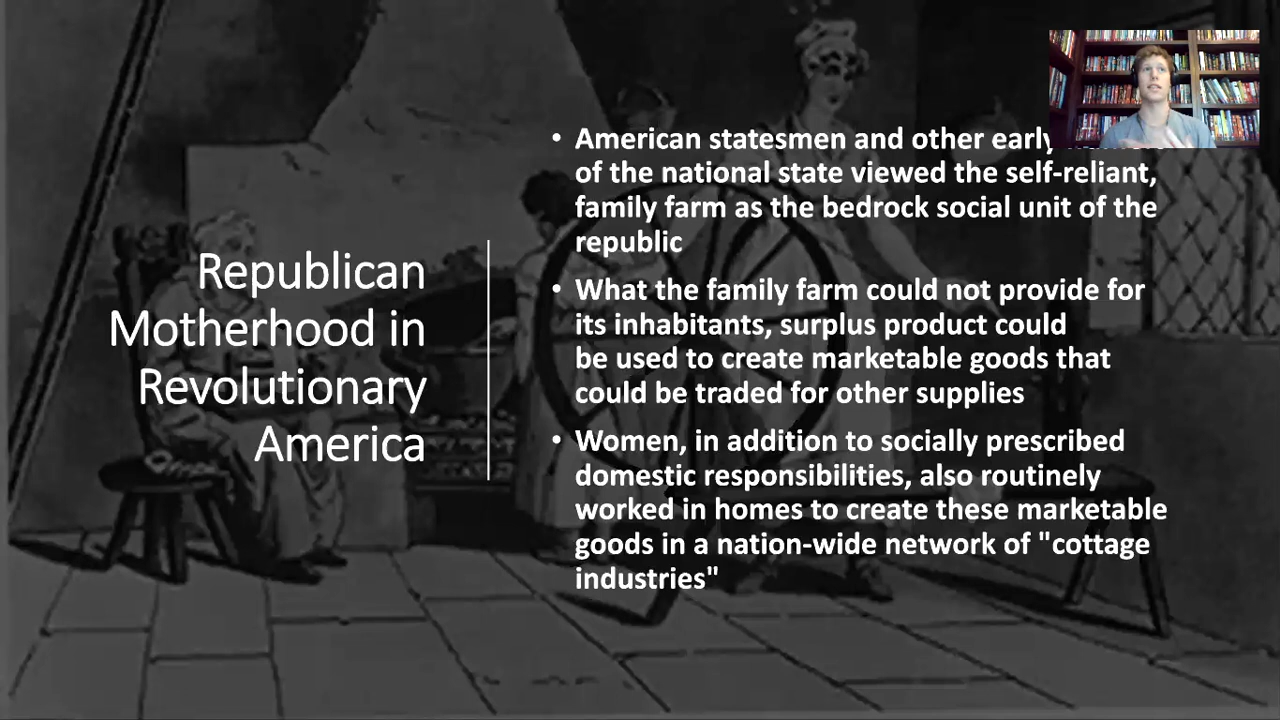 Republican
Motherhood in
Revolutionary
America
• American statesmen and other early
of the national state viewed the self-reliant,
family farm as the bedrock social unit of the
republic
• What the family farm could not provide for
its inhabitants, surplus product could
be used to create marketable goods that
could be traded for other supplies
• Women, in addition to socially prescribed
domestic responsibilities, also routinely
worked in homes to create these marketable
goods in a nation-wide network of "cottage
industries"